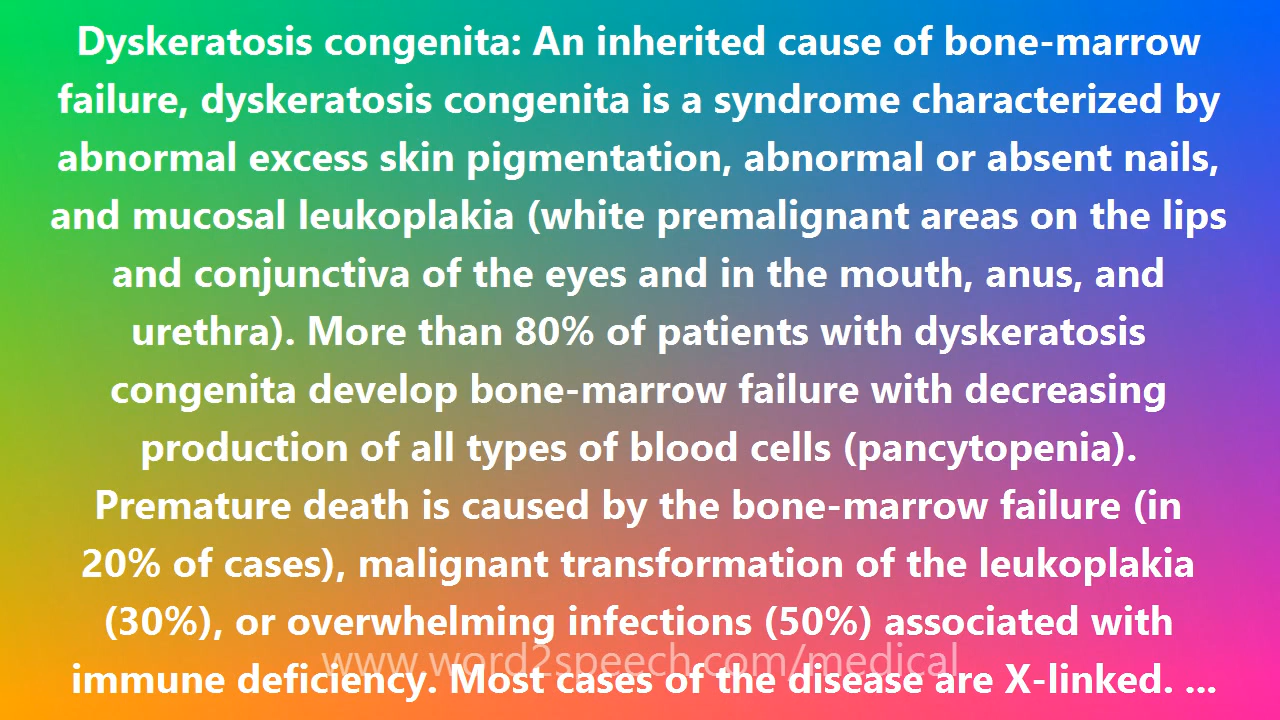 Dyskeratosis congenita: An inherited cause of bone-marrow
failure, dyskeratosis congenita is a syndrome characterized by
abnormal excess skin pigmentation, abnormal or absent nails,
and mucosal leukoplakia (white premalignant areas on the lips
and conjunctiva of the eyes and in the mouth, anus, and
urethra). More than 80% of patients with dyskeratosis
congenita develop bone-marrow failure with decreasing
production of all types of blood cells (pancytopenia).
Premature death is caused by the bone-marrow failure (in
20% of cases), malignant transformation of the leukoplakia
(30%), or overwhelming infections (50%) associated with
www.word2speech.com/medical
immune deficiency. Most cases of the disease are X-linked. ...